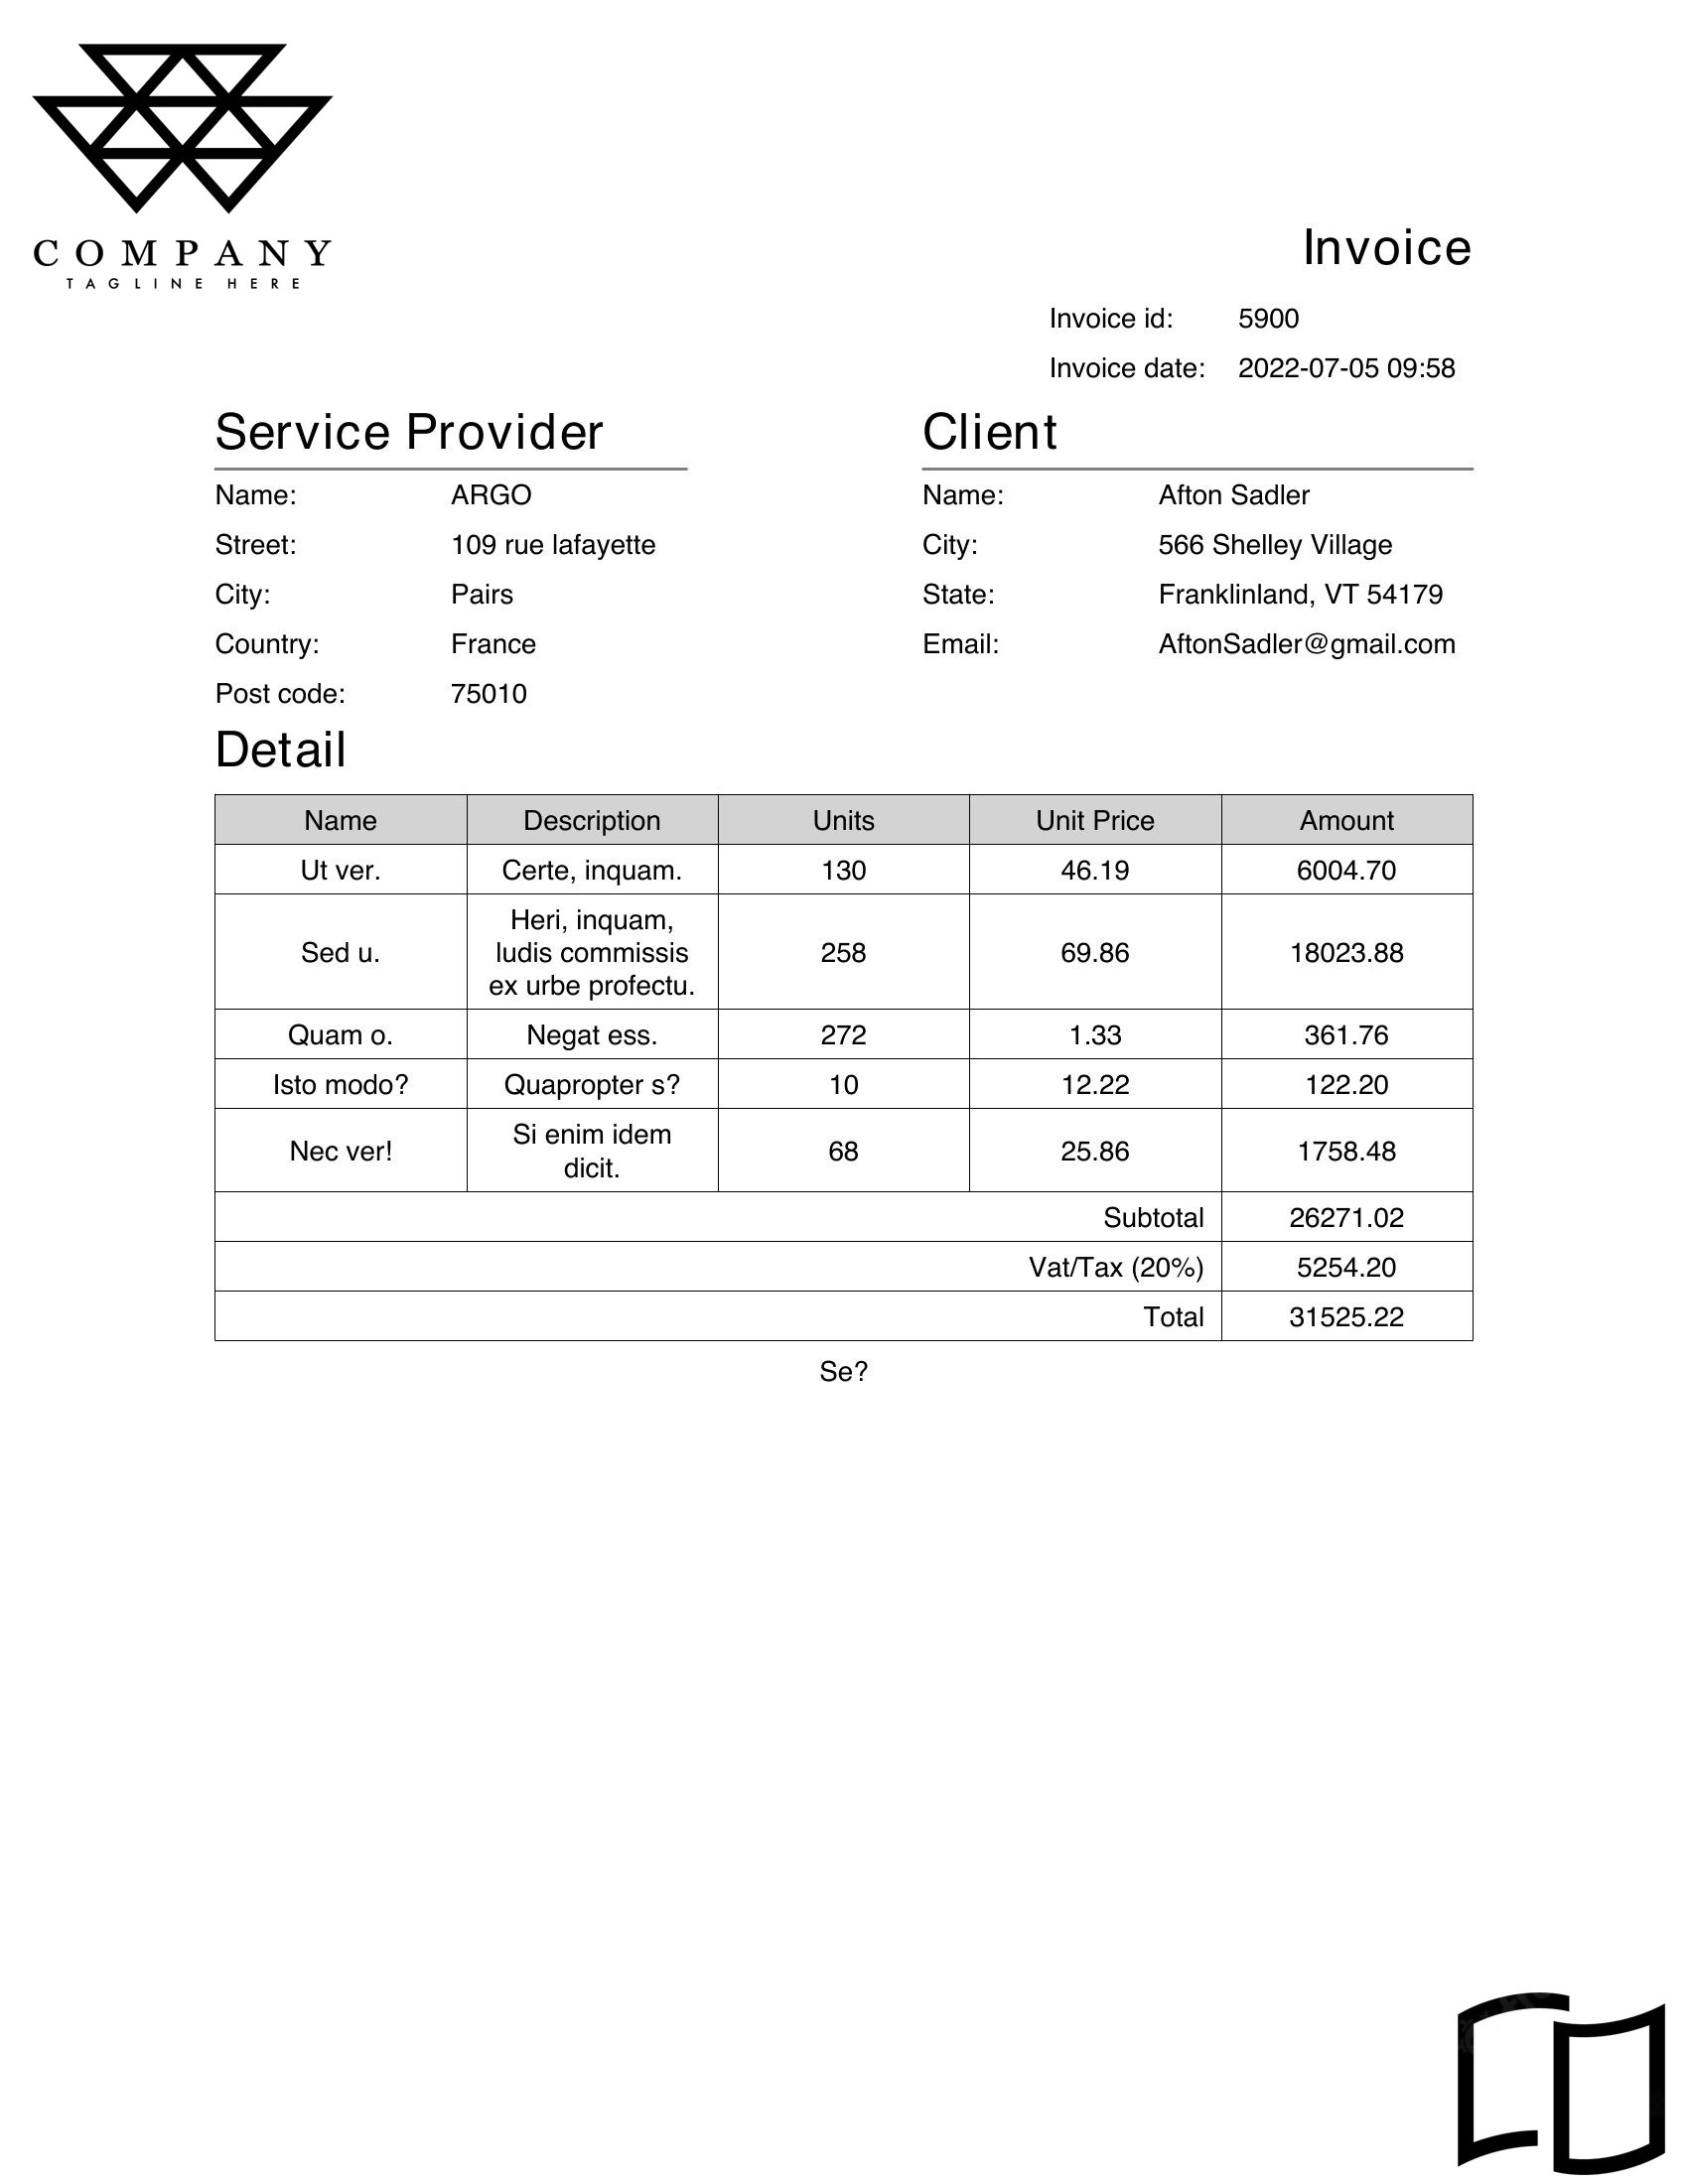 COMPANY
TAGLINE HERE
Invoice
Invoice id: 5900
Invoice date: 2022-07-05 09:58
Service Provider
Name: ARGO
Street: 109 rue lafayette
City: Pairs
Country: France
Post code: 75010
Client
Name: Afton Sadler
City: 566 Shelley Village
State: Franklinland, VT 54179
Email: AftonSadler@gmail.com
Detail
Name Description Units Unit Price Amount
Ut ver. Certe, inquam. 130 46.19 6004.70
Sed u. Heri, inquam, ludis commissis ex urbe profectu. 258 69.86 18023.88
Quam o. Negat ess. 272 1.33 361.76
Isto modo? Quapropter s? 10 12.22 122.20
Nec ver! Si enim idem dicit. 68 25.86 1758.48
Subtotal 26271.02
Vat/Tax (20%) 5254.20
Total 31525.22
Se?